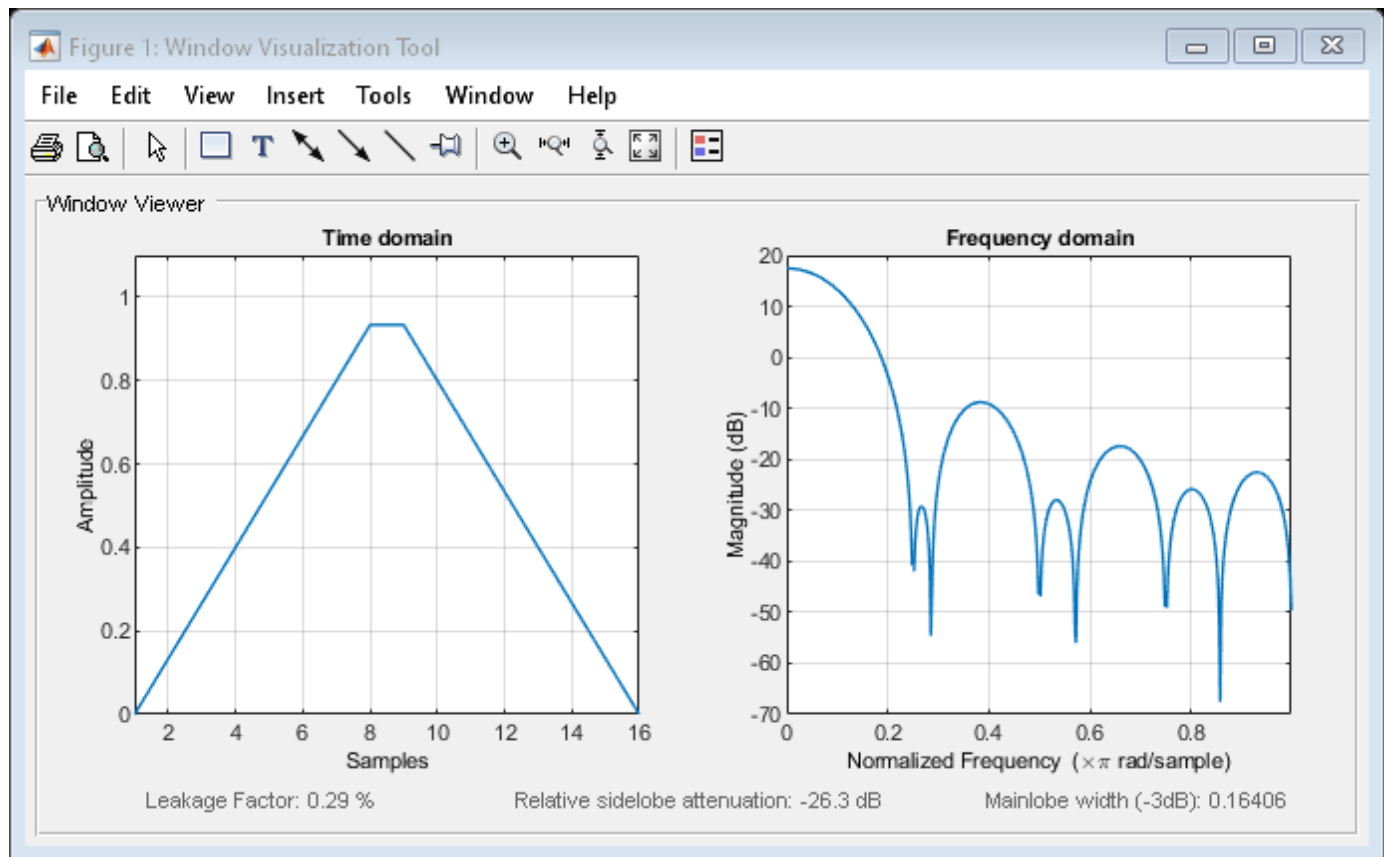 Figure 1: Window Visualization Tool
File Edit View Insert Tools Window Help
T
Window Viewer
Time domain
1
0.8
0.6
0.4
0.2
0
Amplitude
2 4 6 8 10 12 14 16
Samples
Frequency domain
20
10
0
-10
-20
-30
-40
-50
-60
-70
Magnitude (dB)
0 0.2 0.4 0.6 0.8
Normalized Frequency (×π rad/sample)
Leakage Factor: 0.29 % Relative sidelobe attenuation: -26.3 dB Mainlobe width (-3dB): 0.16406